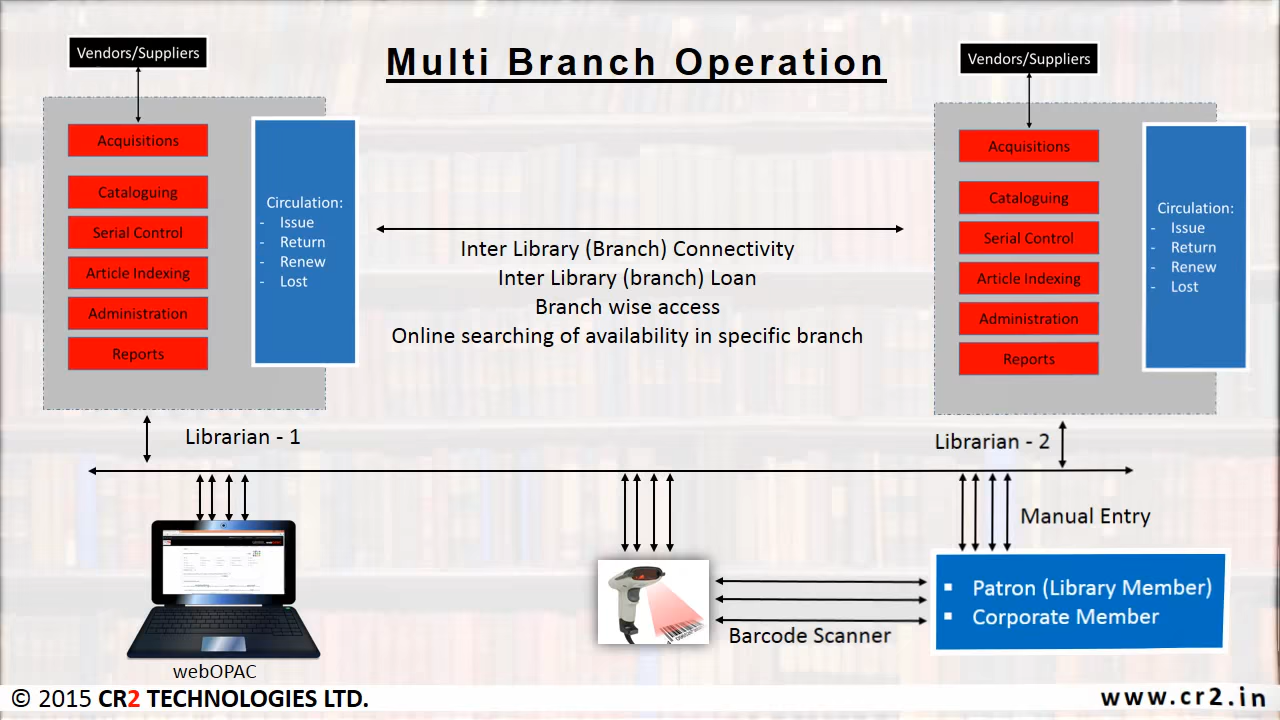 Multi Branch Operation
Vendors/Suppliers
Acquisitions
Cataloguing
Serial Control
Article Indexing
Administration
Reports
Circulation:
- Issue
- Return
- Renew
- Lost
Librarian - 1
Inter Library (Branch) Connectivity
Inter Library (branch) Loan
Branch wise access
Online searching of availability in specific branch
Vendors/Suppliers
Acquisitions
Cataloguing
Serial Control
Article Indexing
Administration
Reports
Circulation:
- Issue
- Return
- Renew
- Lost
Librarian - 2
Manual Entry
▪ Patron (Library Member)
▪ Corporate Member
Barcode Scanner
webOPAC
© 2015 CR2 TECHNOLOGIES LTD.
www.cr2.in